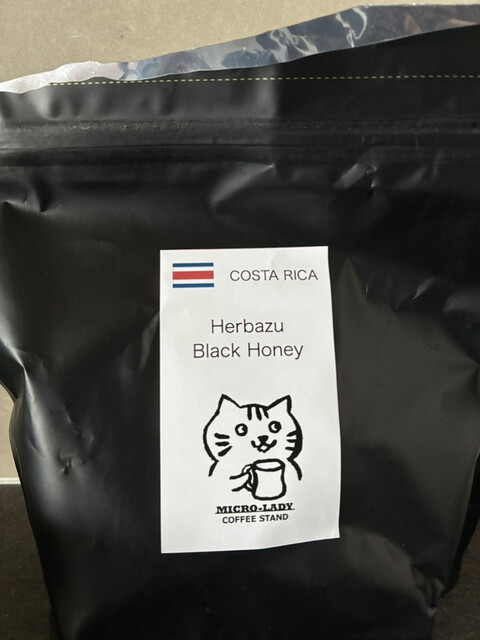 COSTA RICA
Herbazu
Black Honey
MICRO-LADY
COFFEE STAND